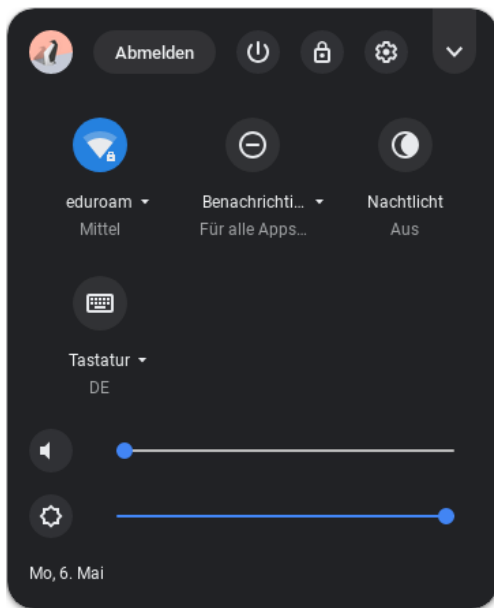 Abmelden
eduroam
Mittel
Benachrichti...
Für alle Apps...
Nachtlicht
Aus
Tastatur
DE
Mo, 6. Mai